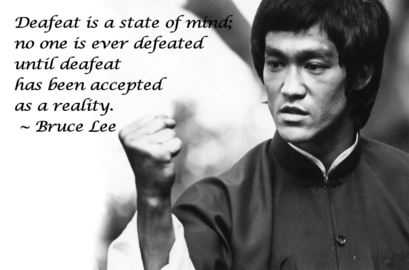 Deafeat is a state of mind;
no one is ever defeated
until deafeat
has been accepted
as a reality.
~ Bruce Lee